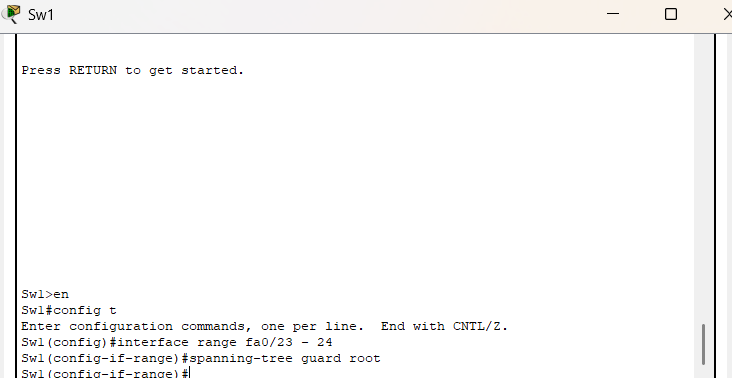 Sw1
Press RETURN to get started.
Sw1>en
Sw1#config t
Enter configuration commands, one per line.  End with CNTL/Z.
Sw1(config)#interface range fa0/23 - 24
Sw1(config-if-range)#spanning-tree guard root
Sw1(config-if-range)#